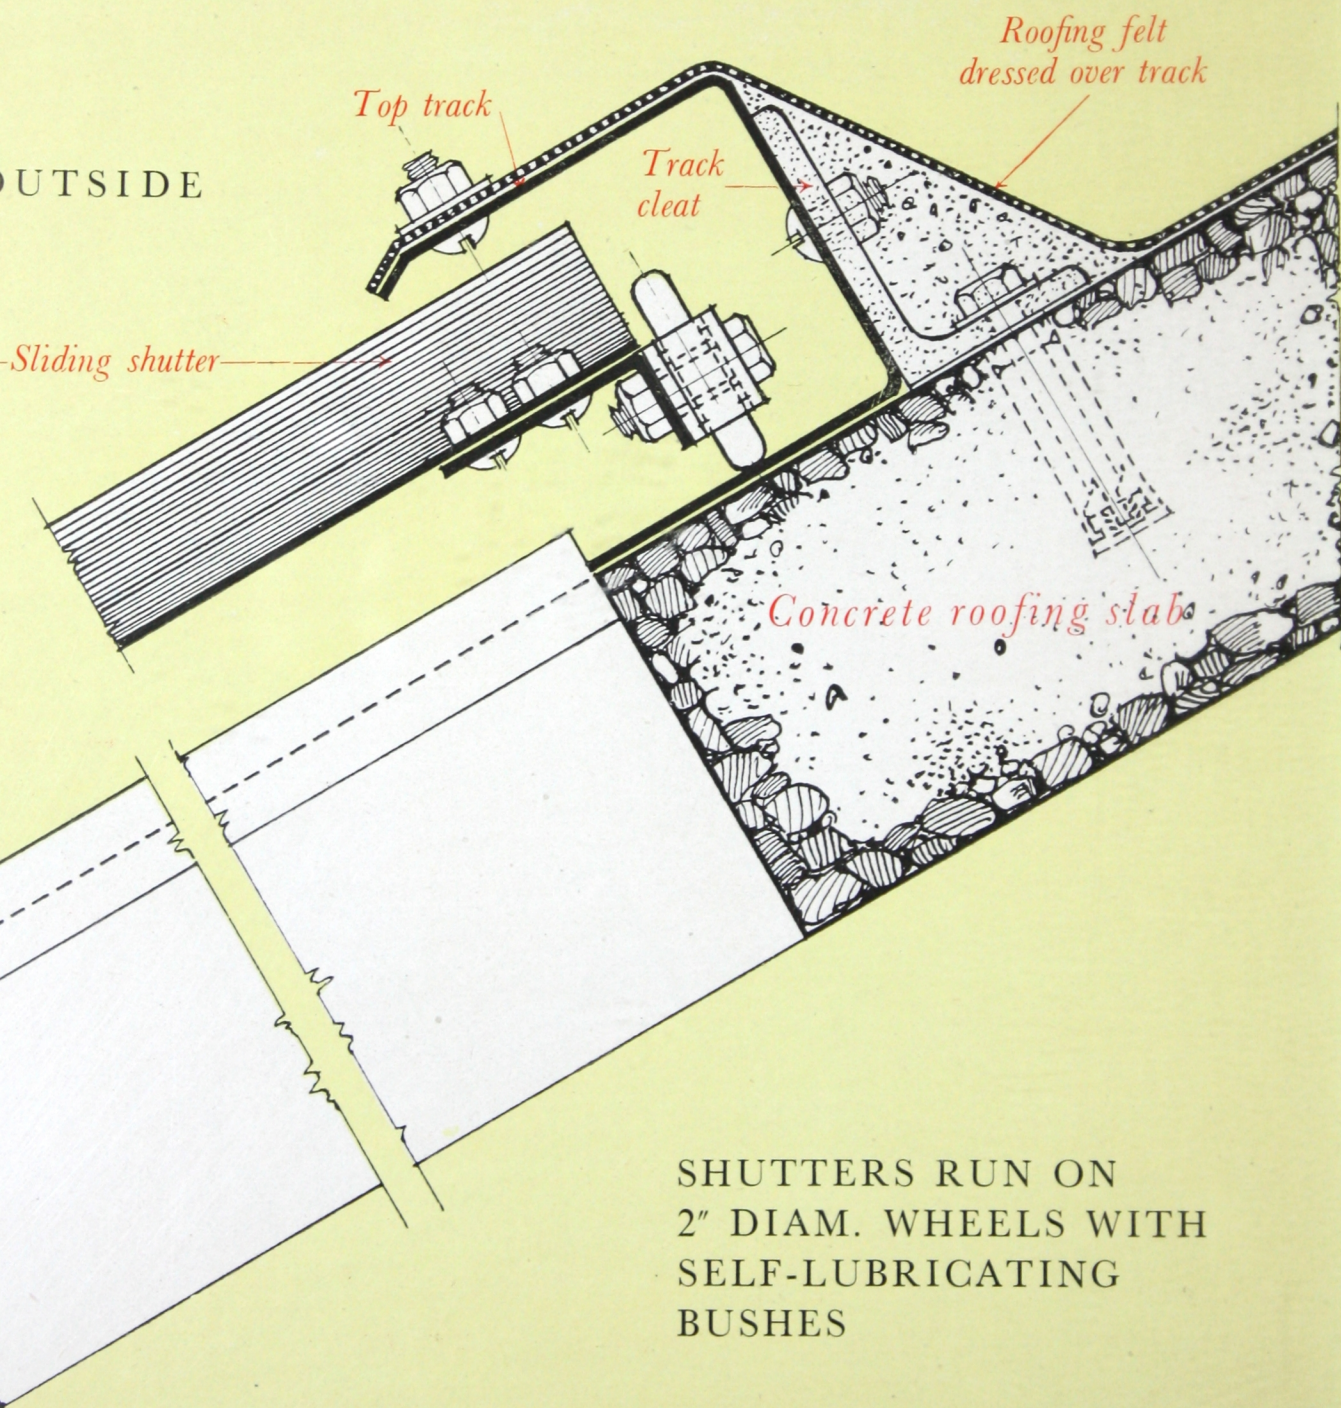 Roofing felt
dressed over track
Top track
Track
cleat
OUTSIDE
Sliding shutter
Concrete roofing slab
SHUTTERS RUN ON
2" DIAM. WHEELS WITH
SELF-LUBRICATING
BUSHES